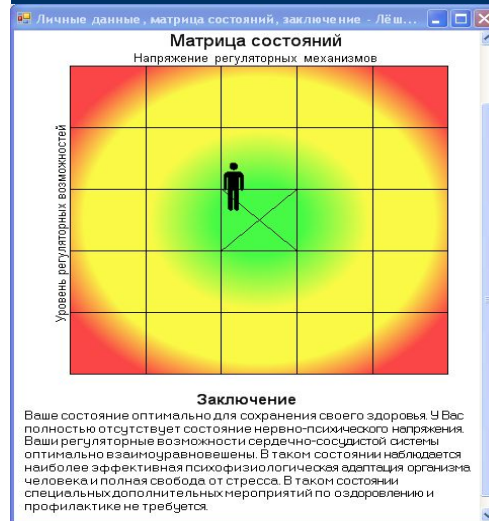 Личные данные, матрица состояний, заключение - Лёш...
Матрица состояний
Напряжение регуляторных механизмов
Уровень регуляторных возможностей
Заключение
Ваше состояние оптимально для сохранения своего здоровья. У Вас
полностью отсутствует состояние нервно-психического напряжения.
Ваши регуляторные возможности сердечно-сосудистой системы
оптимально взаимоуравновешены. В таком состоянии наблюдается
наиболее эффективная психофизиологическая адаптация организма
человека и полная свобода от стресса. В таком состоянии
специальных дополнительных мероприятий по оздоровлению и
профилактике не требуется.